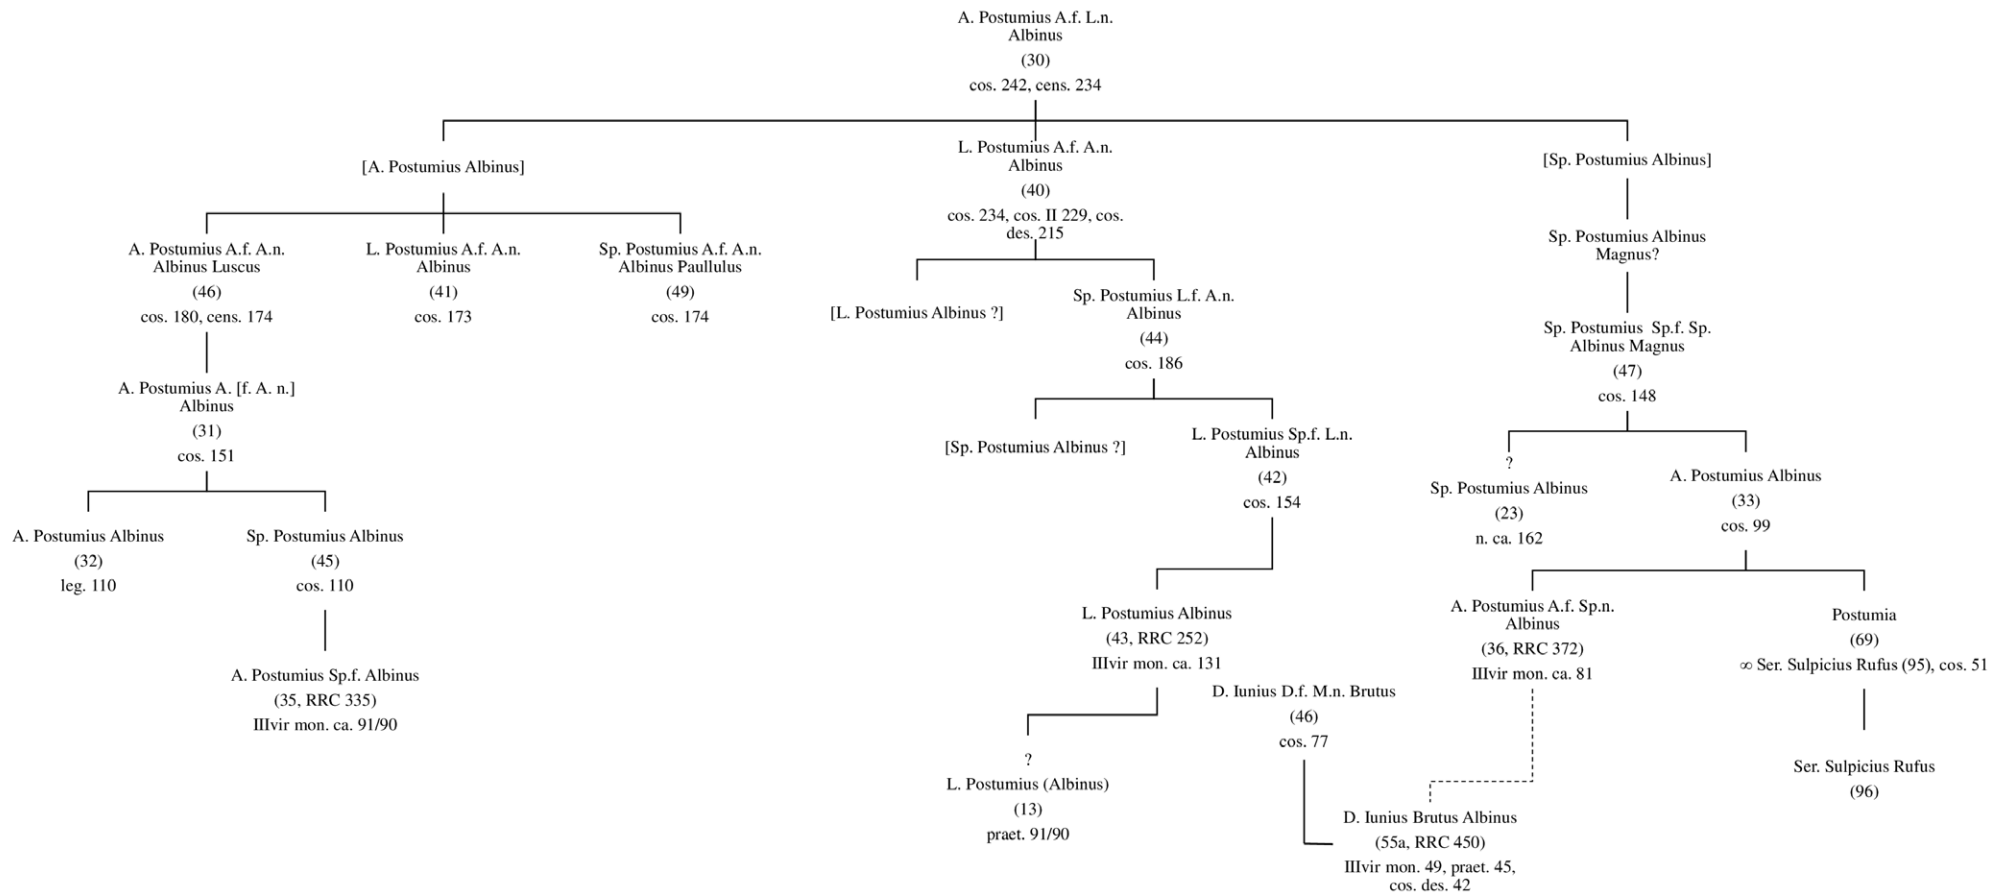 A. Postumius A.f. L.n.
Albinus
(30)
cos. 242, cens. 234
[A. Postumius Albinus]
L. Postumius A.f. A.n.
Albinus
(40)
cos. 234, cos. II 229, cos.
des. 215
[Sp. Postumius Albinus]
A. Postumius A.f. A.n.
Albinus Luscus
(46)
cos. 180, cens. 174
L. Postumius A.f. A.n.
Albinus
(41)
cos. 173
Sp. Postumius A.f. A.n.
Albinus Paullulus
(49)
cos. 174
[L. Postumius Albinus ?]
Sp. Postumius L.f. A.n.
Albinus
(44)
cos. 186
Sp. Postumius Albinus
Magnus?
Sp. Postumius Sp.f. Sp.
Albinus Magnus
(47)
cos. 148
A. Postumius A. [f. A. n.]
Albinus
(31)
cos. 151
[Sp. Postumius Albinus ?]
L. Postumius Sp.f. L.n.
Albinus
(42)
cos. 154
?
Sp. Postumius Albinus
(23)
n. ca. 162
A. Postumius Albinus
(33)
cos. 99
A. Postumius Albinus
(32)
leg. 110
Sp. Postumius Albinus
(45)
cos. 110
L. Postumius Albinus
(43, RRC 252)
IIIvir mon. ca. 131
A. Postumius A.f. Sp.n.
Albinus
(36, RRC 372)
IIIvir mon. ca. 81
Postumia
(69)
∞ Ser. Sulpicius Rufus (95), cos. 51
A. Postumius Sp.f. Albinus
(35, RRC 335)
IIIvir mon. ca. 91/90
D. Iunius D.f. M.n. Brutus
(46)
cos. 77
?
L. Postumius (Albinus)
(13)
praet. 91/90
Ser. Sulpicius Rufus
(96)
D. Iunius Brutus Albinus
(55a, RRC 450)
IIIvir mon. 49, praet. 45,
cos. des. 42